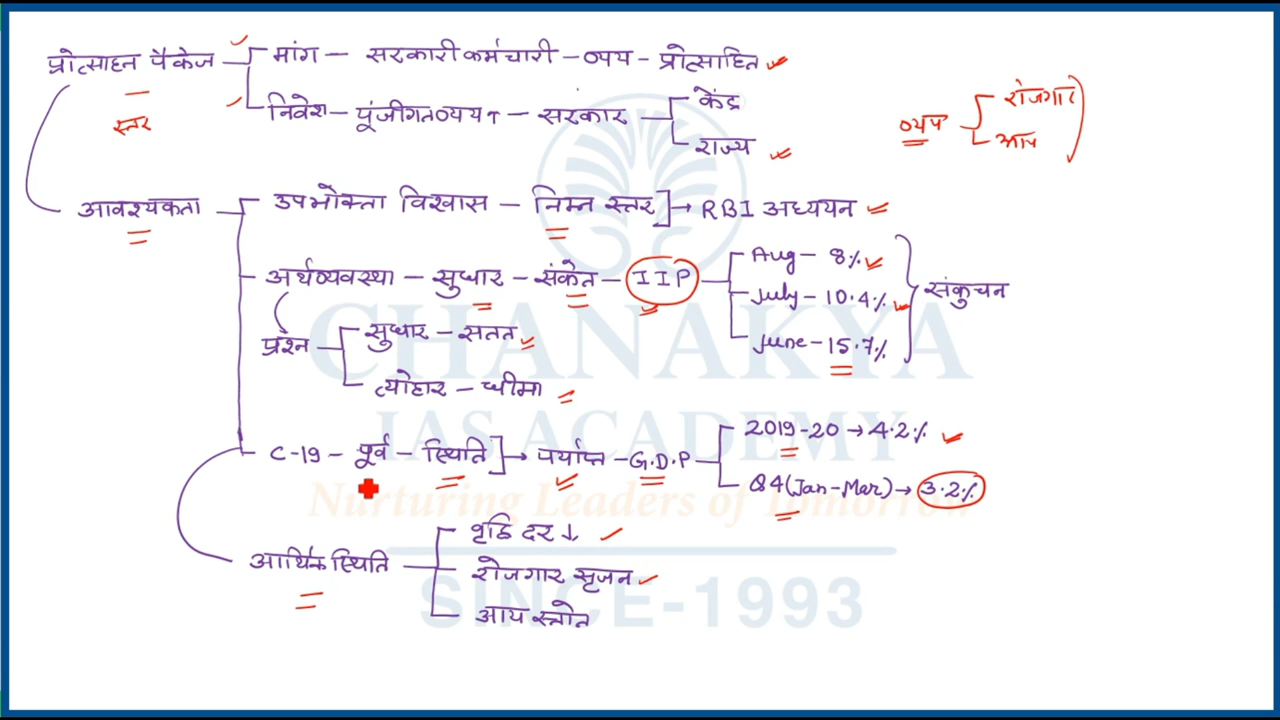 प्रोत्साहन पैकेज
मांग - सरकारी कर्मचारी - व्यय - प्रोत्साहित
निवेश - पूंजीगत व्यय ↑ - सरकार
केंद्र
राज्य
स्तर
व्यय
रोजगार
आय
आवश्यकता
उपभोक्ता विश्वास - निम्न स्तर ] → RBI अध्ययन
अर्थव्यवस्था - सुधार - संकेत - IIP
Aug - 8%
July - 10.4%
June - 15.7%
संकुचन
प्रश्न
सुधार - सतत
त्योहार - धीमा
C-19 - पूर्व - स्थिति ] → पर्याप्त - G.D.P
2019-20 → 4.2%
Q4 (Jan-Mar) → 3.2%
आर्थिक स्थिति
वृद्धि दर ↓
रोजगार सृजन
आय स्त्रोत
CHANAKYA
IAS ACADEMY
Nurturing Leaders of Tomorrow
SINCE-1993